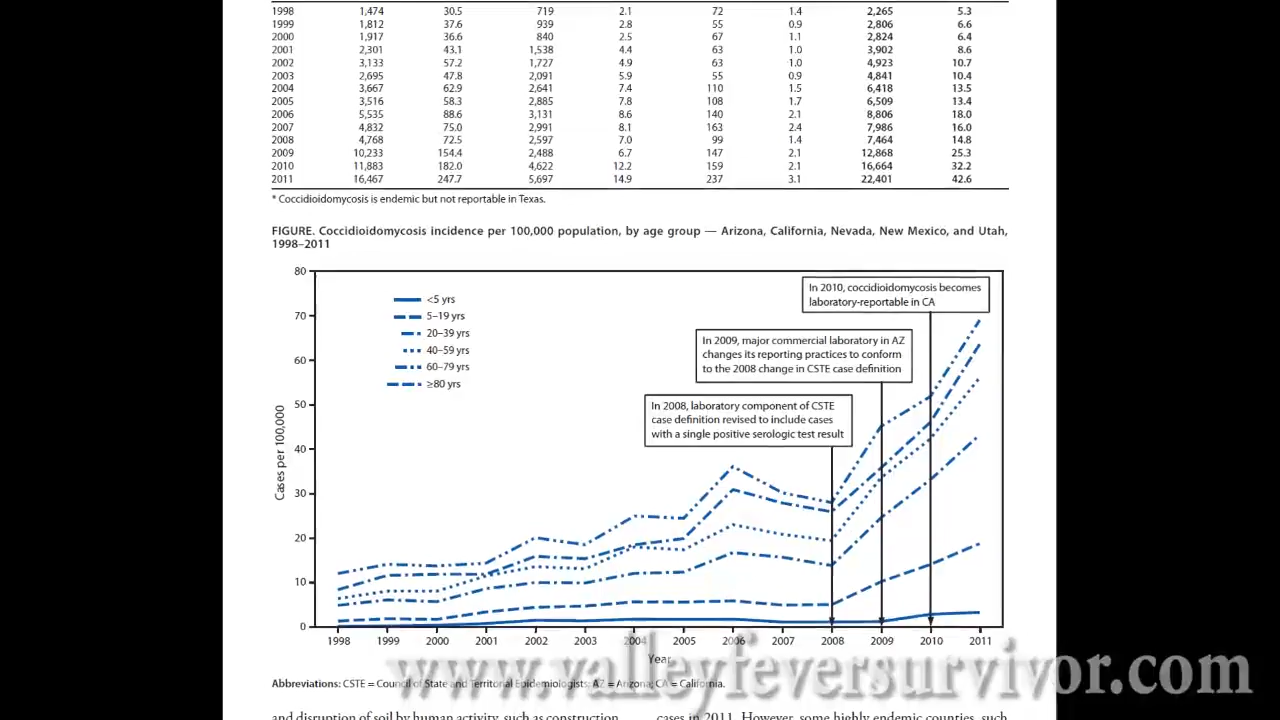 1998 1,474 30.5 719 2.1 72 1.4 2,265 5.3
1999 1,812 37.6 939 2.8 55 0.9 2,806 6.6
2000 1,917 36.6 840 2.5 67 1.1 2,824 6.4
2001 2,301 43.1 1,538 4.4 63 1.0 3,902 8.6
2002 3,133 57.2 1,727 4.9 63 1.0 4,923 10.7
2003 2,695 47.8 2,091 5.9 55 0.9 4,841 10.4
2004 3,667 62.9 2,641 7.4 110 1.5 6,418 13.5
2005 3,516 58.3 2,885 7.8 108 1.7 6,509 13.4
2006 5,535 88.6 3,131 8.6 140 2.1 8,806 18.0
2007 4,832 75.0 2,991 8.1 163 2.4 7,986 16.0
2008 4,768 72.5 2,597 7.0 99 1.4 7,464 14.8
2009 10,233 154.4 2,488 6.7 147 2.1 12,868 25.3
2010 11,883 182.0 4,622 12.2 159 2.1 16,664 32.2
2011 16,467 247.7 5,697 14.9 237 3.1 22,401 42.6
* Coccidioidomycosis is endemic but not reportable in Texas.
FIGURE. Coccidioidomycosis incidence per 100,000 population, by age group — Arizona, California, Nevada, New Mexico, and Utah,
1998–2011
80
70
60
50
40
30
20
10
0
Cases per 100,000
<5 yrs
5–19 yrs
20–39 yrs
40–59 yrs
60–79 yrs
≥80 yrs
In 2010, coccidioidomycosis becomes
laboratory-reportable in CA
In 2009, major commercial laboratory in AZ
changes its reporting practices to conform
to the 2008 change in CSTE case definition
In 2008, laboratory component of CSTE
case definition revised to include cases
with a single positive serologic test result
1998 1999 2000 2001 2002 2003 2004 2005 2006 2007 2008 2009 2010 2011
Year
www.valleyfeversurvivor.com
Abbreviations: CSTE = Council of State and Territorial Epidemiologists; AZ = Arizona; CA = California.
and disruption of soil by human activity, such as construction
cases in 2011. However, some highly endemic counties, such